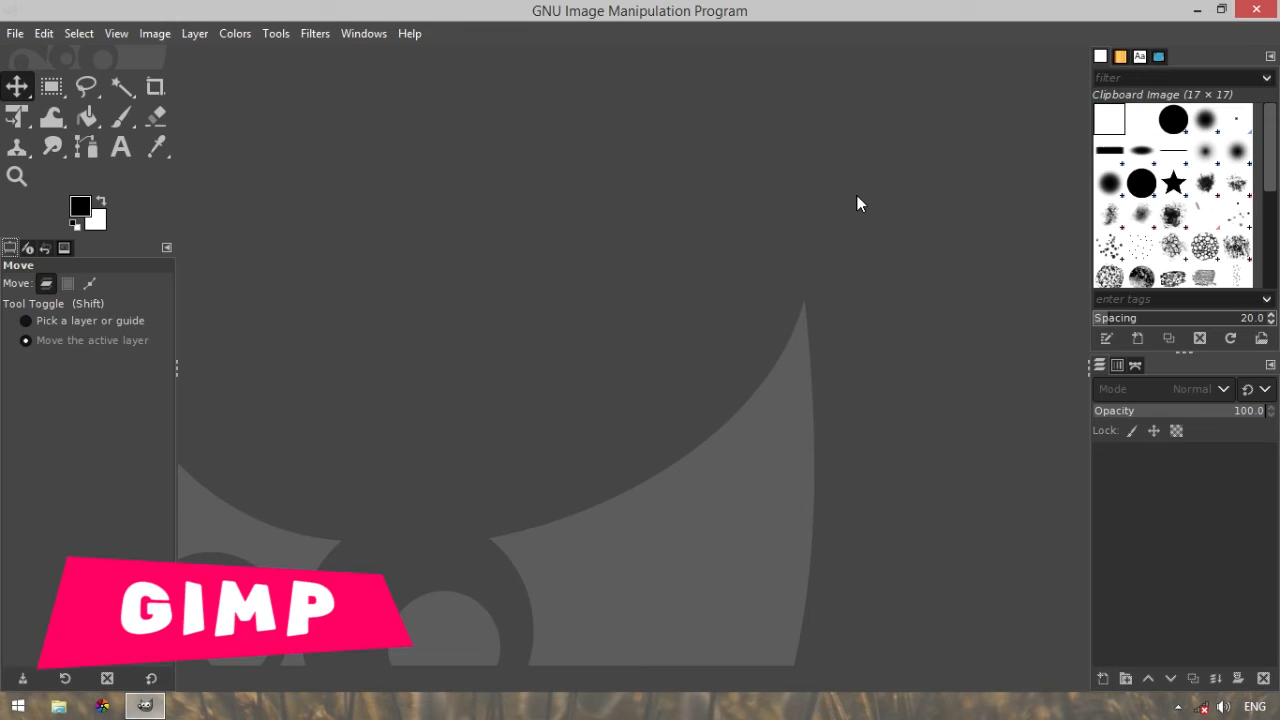 GNU Image Manipulation Program
File Edit Select View Image Layer Colors Tools Filters Windows Help
Aa
filter
Clipboard Image (17 × 17)
enter tags
Spacing 20.0
Mode Normal
Opacity 100.0
Lock:
A
Move
Move:
Tool Toggle (Shift)
Pick a layer or guide
Move the active layer
GIMP
ENG